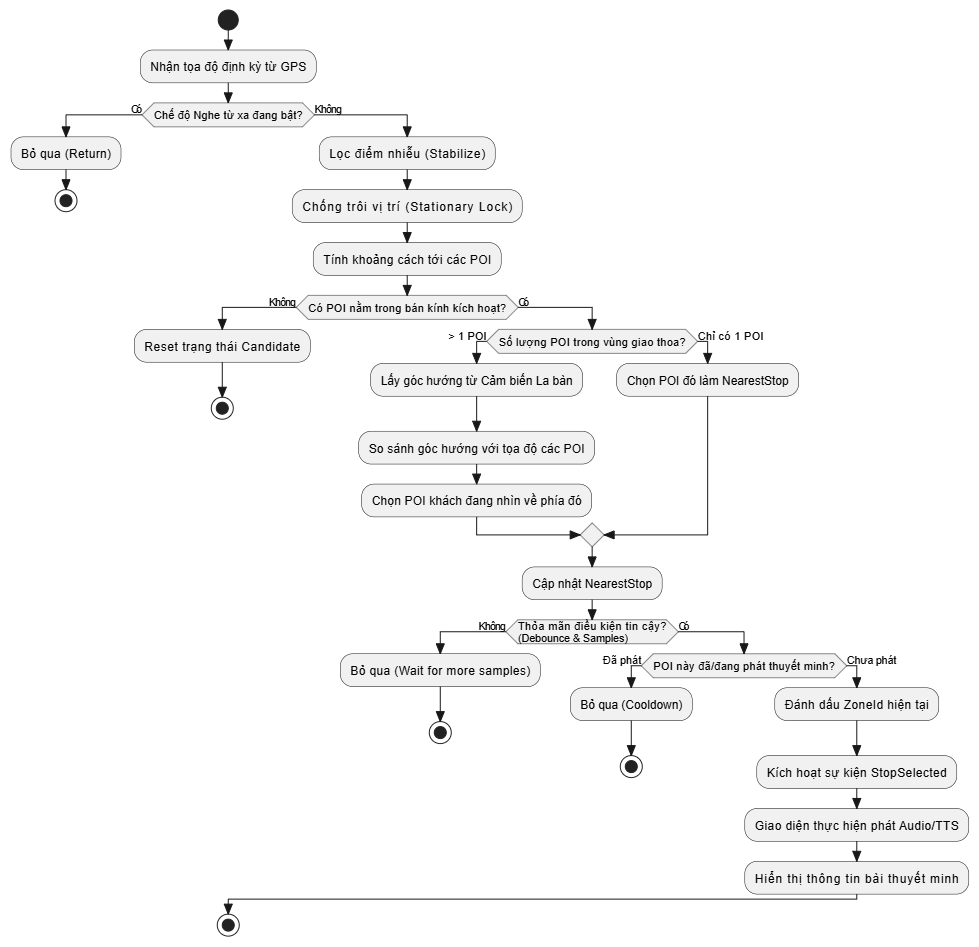 Nhận tọa độ định kỳ từ GPS
Có
Chế độ Nghe từ xa đang bật?
Không
Bỏ qua (Return)
Lọc điểm nhiễu (Stabilize)
Chống trôi vị trí (Stationary Lock)
Tính khoảng cách tới các POI
Không
Có POI nằm trong bán kính kích hoạt?
Có
Reset trạng thái Candidate
> 1 POI
Số lượng POI trong vùng giao thoa?
Chỉ có 1 POI
Lấy góc hướng từ Cảm biến La bàn
Chọn POI đó làm NearestStop
So sánh góc hướng với tọa độ các POI
Chọn POI khách đang nhìn về phía đó
Cập nhật NearestStop
Không
Thỏa mãn điều kiện tin cậy?
(Debounce & Samples)
Có
Bỏ qua (Wait for more samples)
Đã phát
POI này đã/đang phát thuyết minh?
Chưa phát
Bỏ qua (Cooldown)
Đánh dấu ZoneId hiện tại
Kích hoạt sự kiện StopSelected
Giao diện thực hiện phát Audio/TTS
Hiển thị thông tin bài thuyết minh